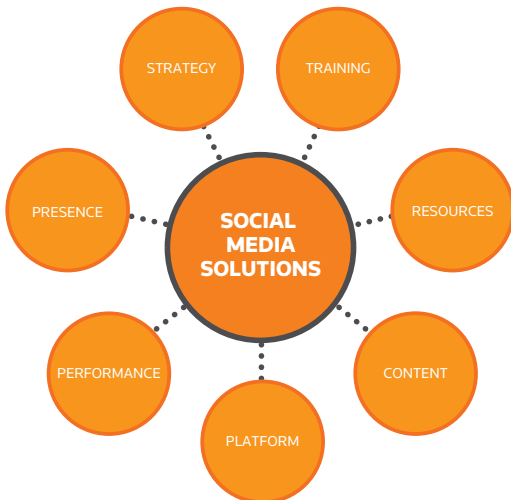 STRATEGY
TRAINING
PRESENCE
RESOURCES
SOCIAL
MEDIA
SOLUTIONS
PERFORMANCE
CONTENT
PLATFORM